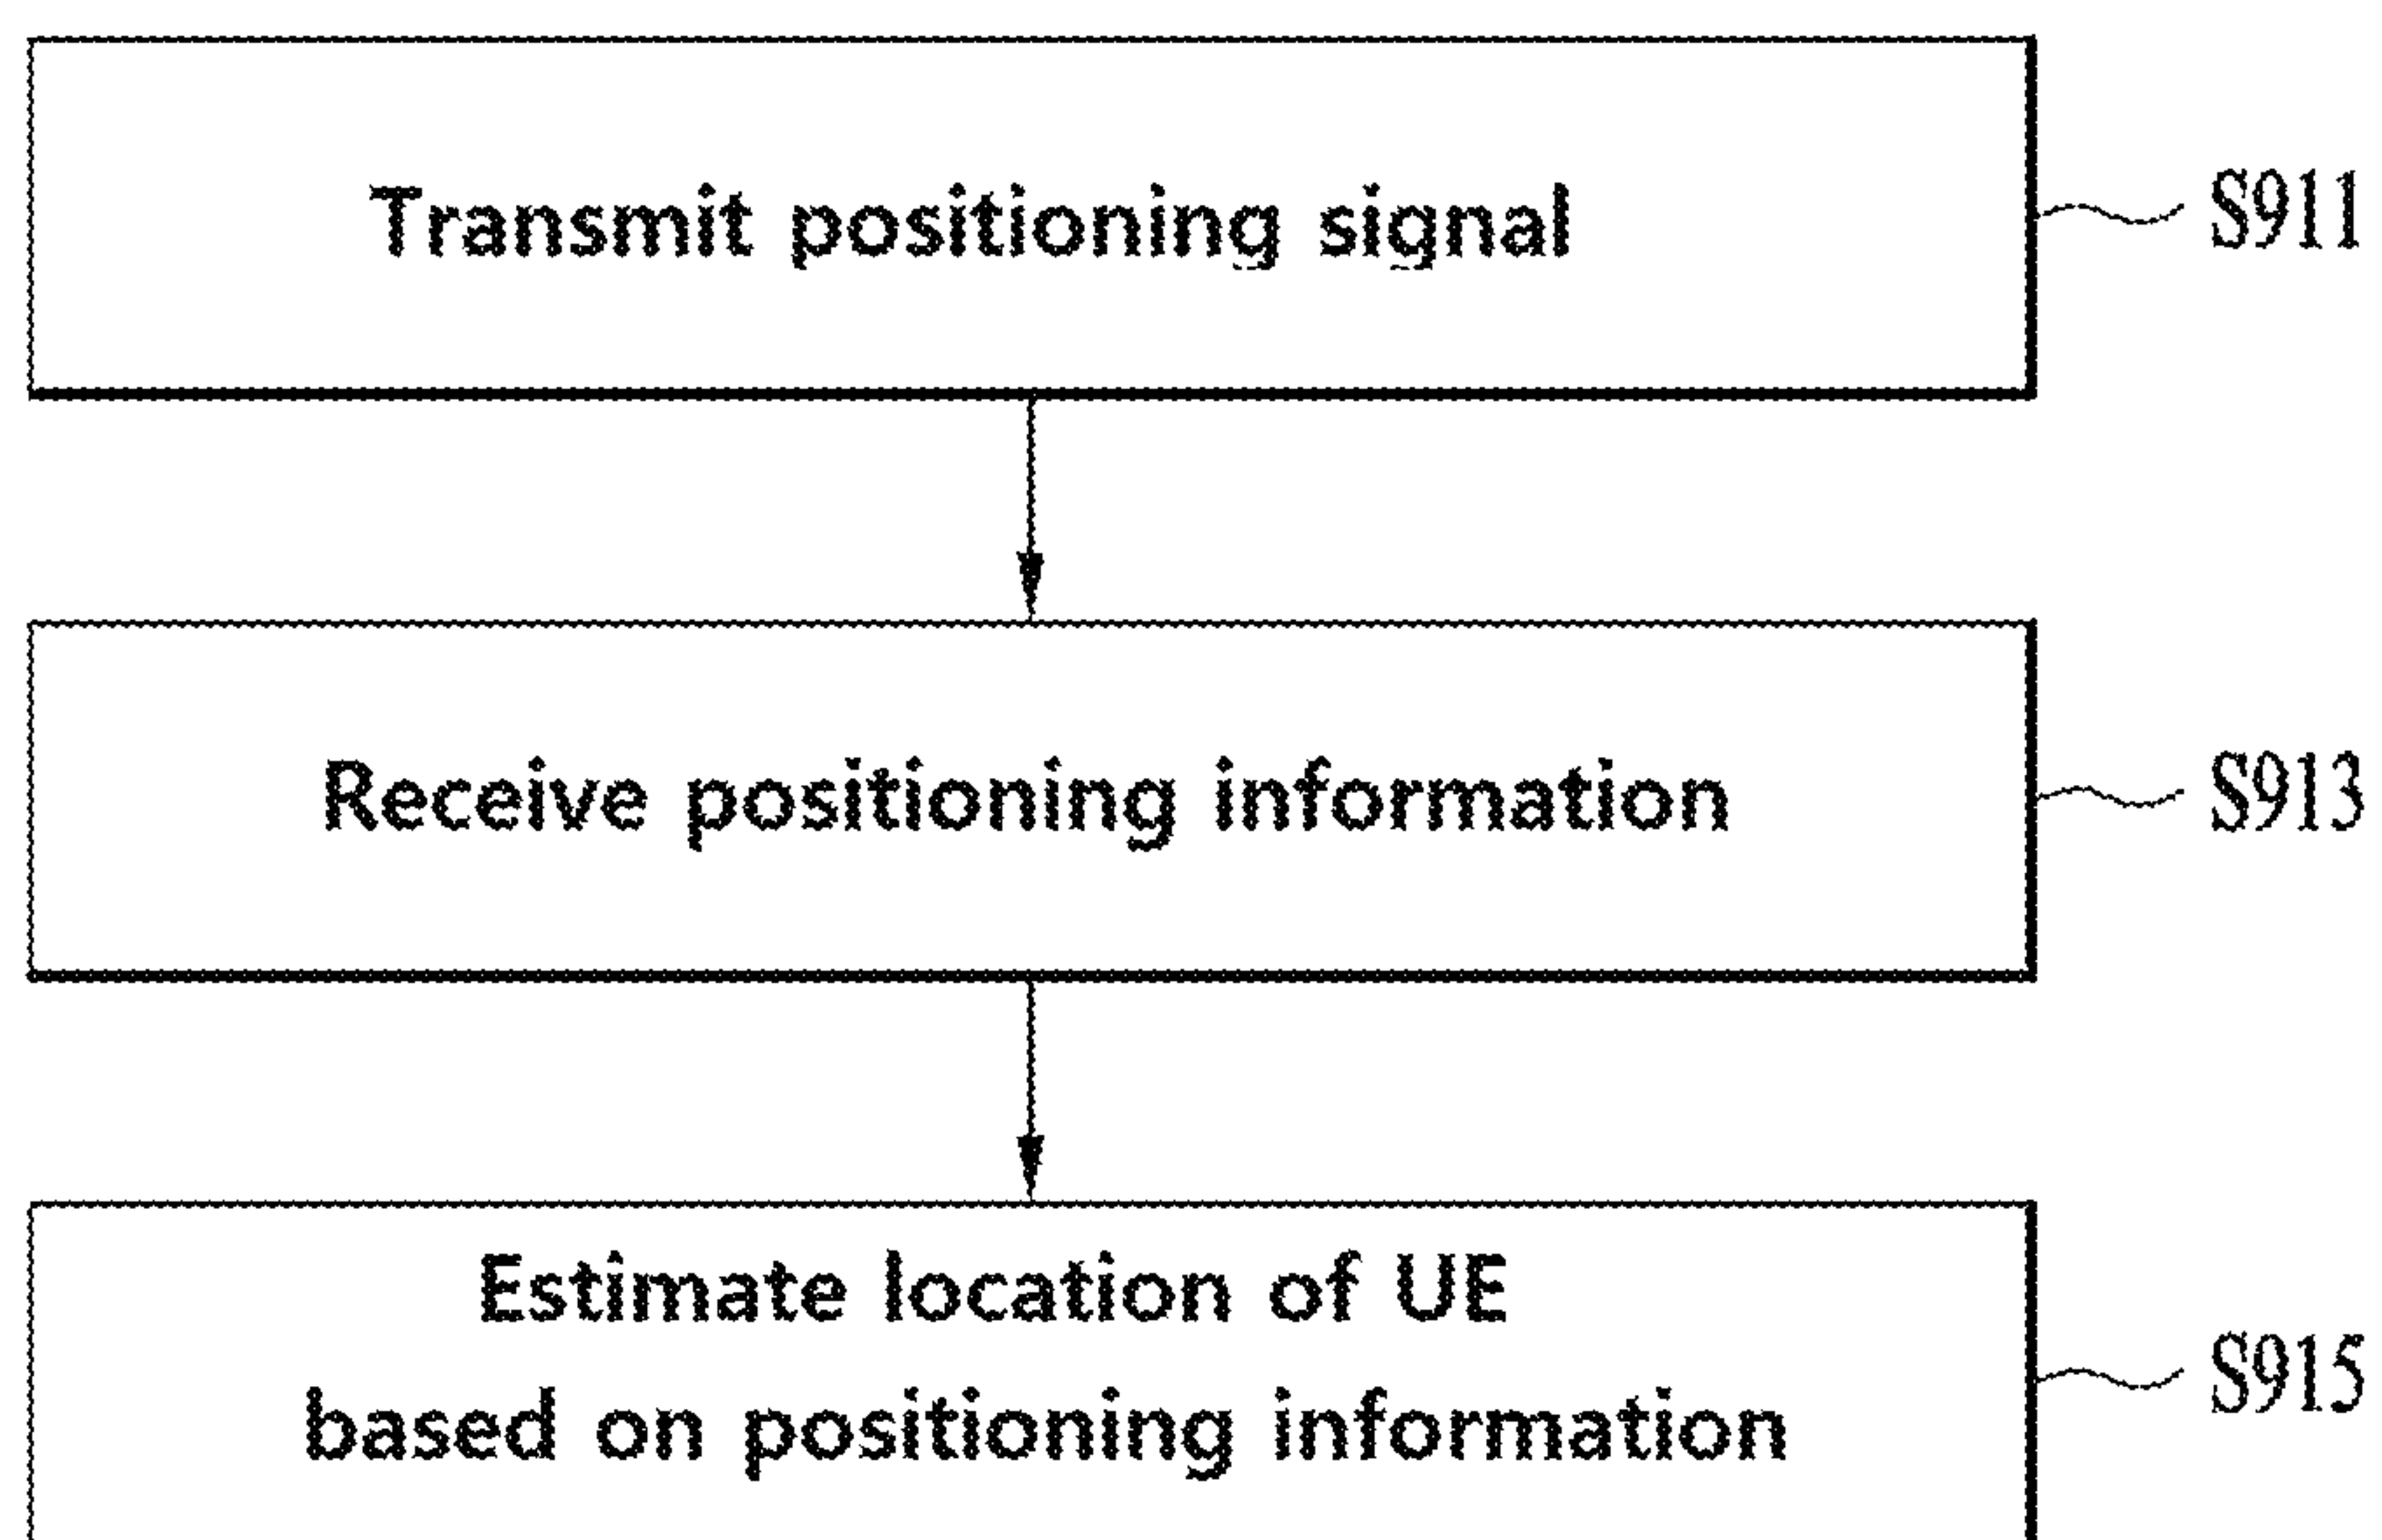 Transmit positioning signal
S911
Receive positioning information
S913
Estimate location of UE
based on positioning information
S915